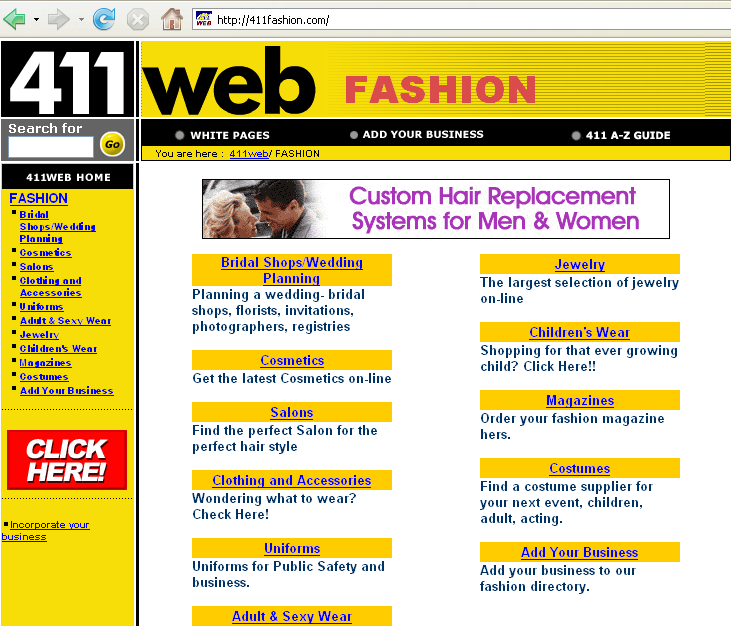 http://411fashion.com/
411 web FASHION
Search for
Go
WHITE PAGES
ADD YOUR BUSINESS
411 A-Z GUIDE
You are here : 411web/ FASHION
411WEB HOME
FASHION
Bridal
Shops/Wedding
Planning
Cosmetics
Salons
Clothing and
Accessories
Uniforms
Adult & Sexy Wear
Jewelry
Children's Wear
Magazines
Costumes
Add Your Business
CLICK
HERE!
Incorporate your
business
Custom Hair Replacement
Systems for Men & Women
Bridal Shops/Wedding
Planning
Planning a wedding- bridal
shops, florists, invitations,
photographers, registries
Cosmetics
Get the latest Cosmetics on-line
Salons
Find the perfect Salon for the
perfect hair style
Clothing and Accessories
Wondering what to wear?
Check Here!
Uniforms
Uniforms for Public Safety and
business.
Adult & Sexy Wear
Jewelry
The largest selection of jewelry
on-line
Children's Wear
Shopping for that ever growing
child? Click Here!!
Magazines
Order your fashion magazine
hers.
Costumes
Find a costume supplier for
your next event, children,
adult, acting.
Add Your Business
Add your business to our
fashion directory.